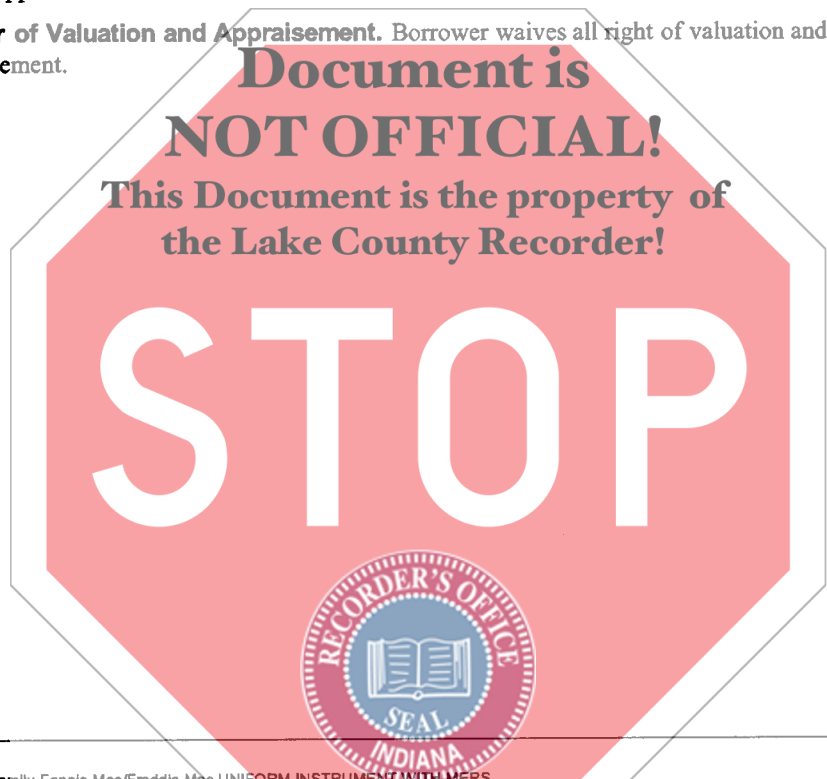 of Valuation and Appraisement. Borrower waives all right of valuation and
ement.
Document is
NOT OFFICIAL!
This Document is the property of
the Lake County Recorder!
STOP
RECORDER'S OFFICE
SEAL
INDIANA
mily Fannie Mae/Freddie Mac UNIFORM INSTRUMENT WITH MERS